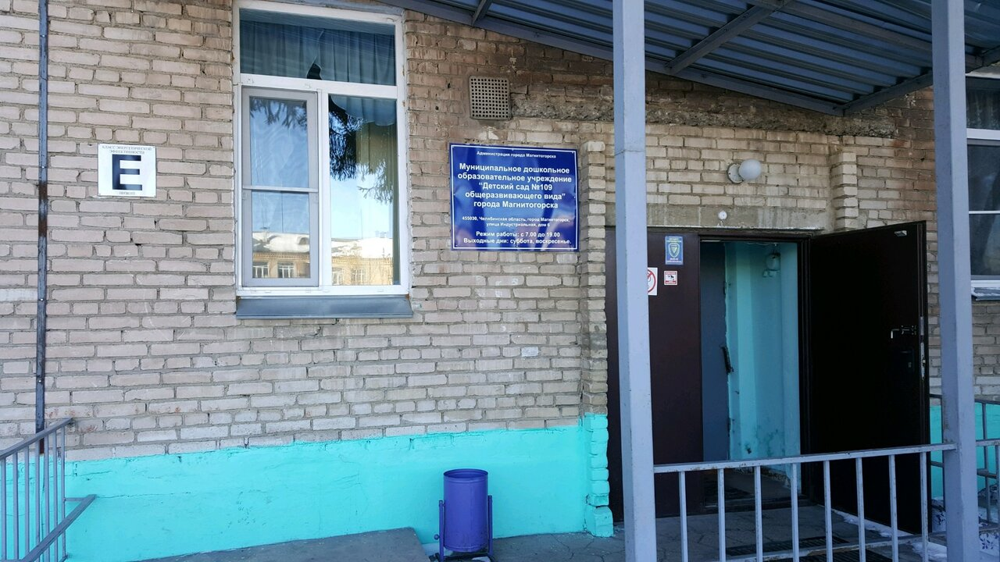 КЛАСС ЭНЕРГЕТИЧЕСКОЙ
ЭФФЕКТИВНОСТИ
E
НИЗКИЙ
Администрация города Магнитогорска
Муниципальное дошкольное
образовательное учреждение
“Детский сад №109
общеразвивающего вида”
города Магнитогорска
455030, Челябинская область, город Магнитогорск,
улица Индустриальная, дом 6
Режим работы: с 7.00 до 19.00
Выходные дни: суббота, воскресенье.